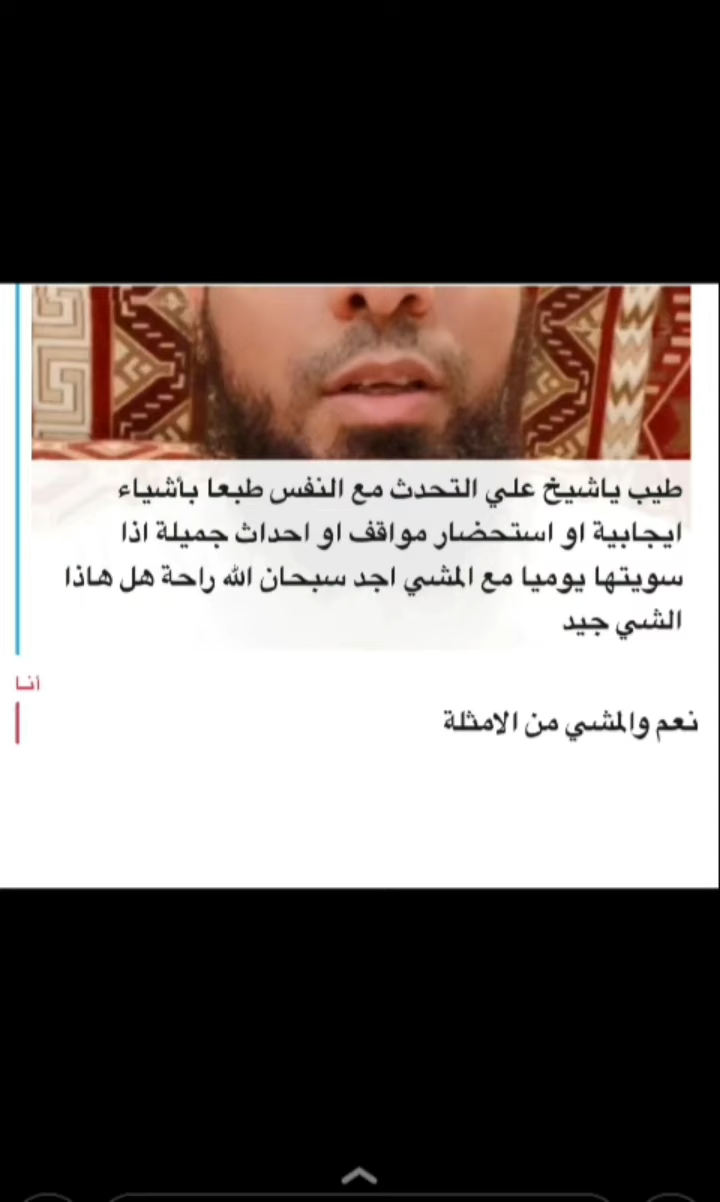 طيب ياشيخ علي التحدث مع النفس طبعا بأشياء
ايجابية او استحضار مواقف او احداث جميلة اذا
سويتها يوميا مع المشي اجد سبحان الله راحة هل هاذا
الشي جيد
أنا
نعم والمشي من الامثلة